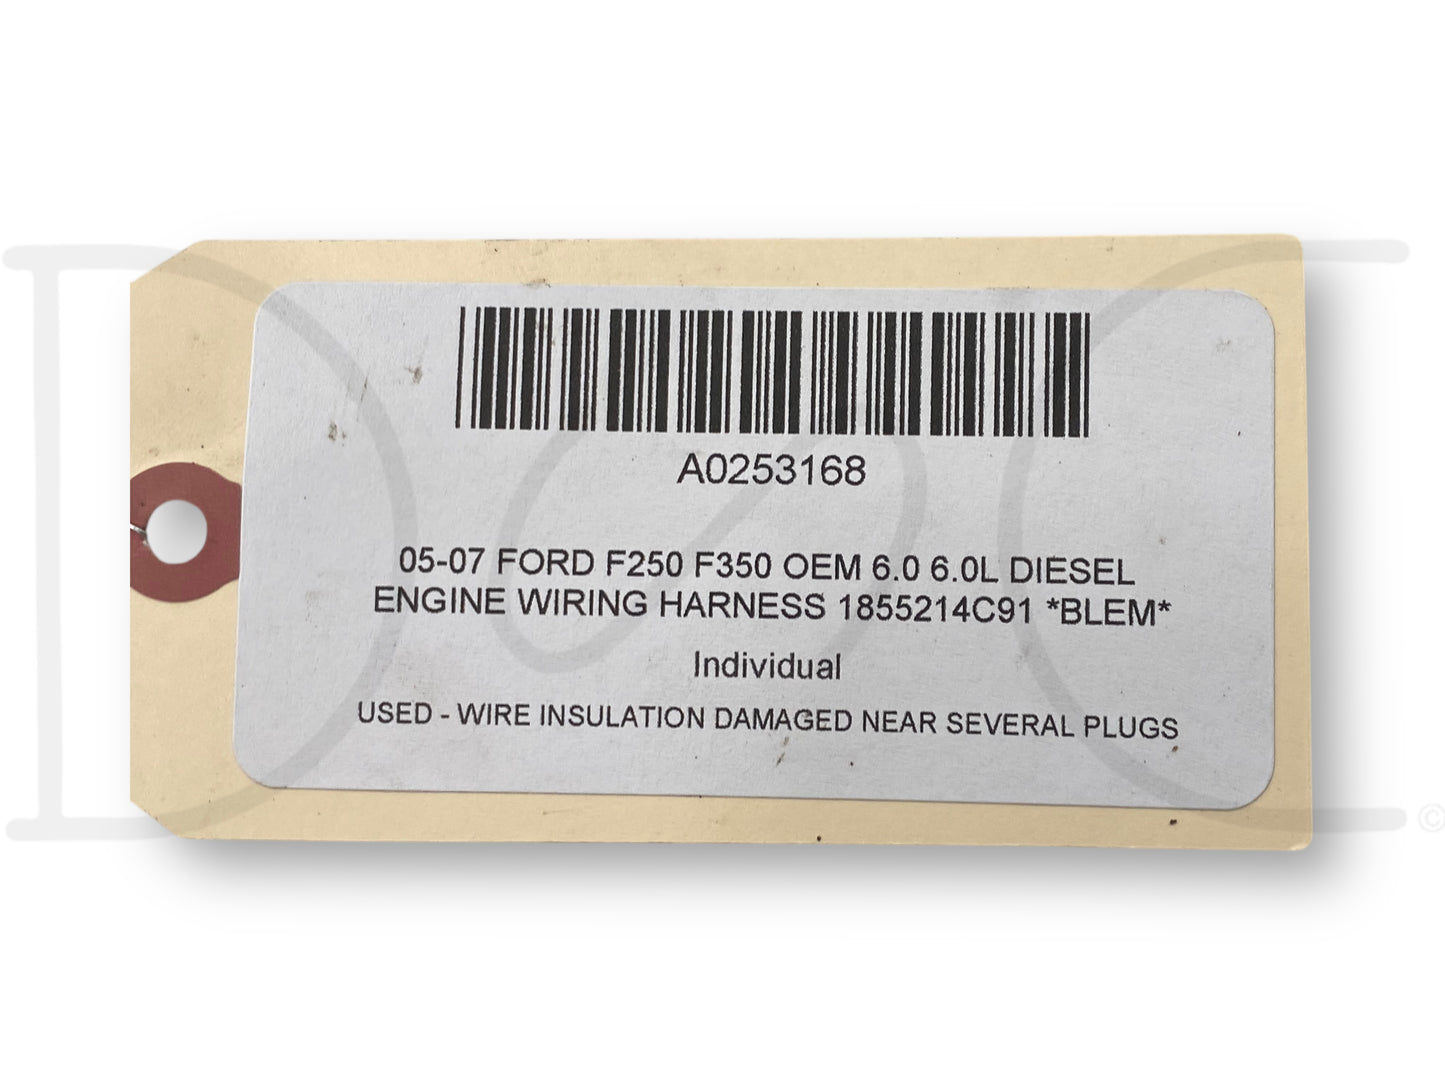 A0253168
05-07 FORD F250 F350 OEM 6.0 6.0L DIESEL
ENGINE WIRING HARNESS 1855214C91 *BLEM*
Individual
USED - WIRE INSULATION DAMAGED NEAR SEVERAL PLUGS
©